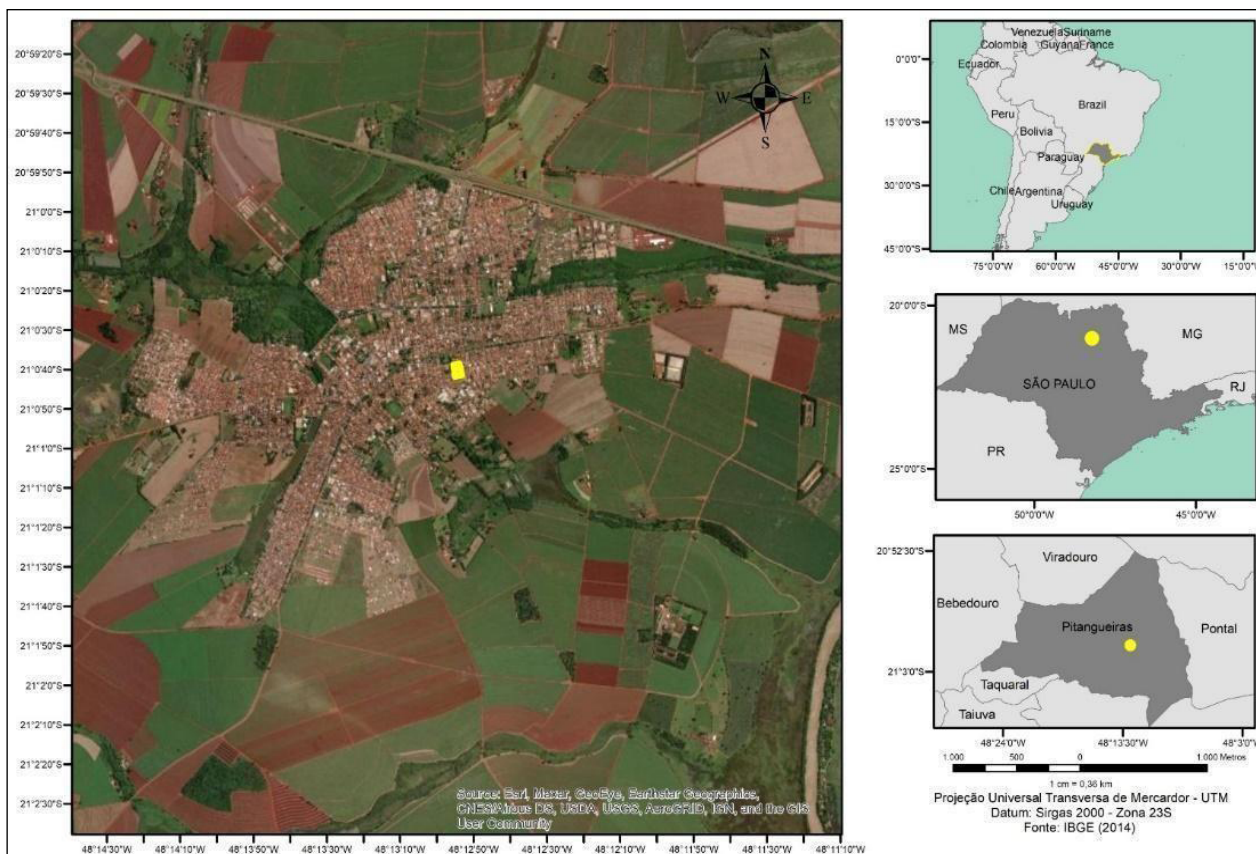 20°59'20"S
20°59'30"S
20°59'40"S
20°59'50"S
21°0'0"S
21°0'10"S
21°0'20"S
21°0'30"S
21°0'40"S
21°0'50"S
21°1'0"S
21°1'10"S
21°1'20"S
21°1'30"S
21°1'40"S
21°1'50"S
21°2'0"S
21°2'10"S
21°2'20"S
21°2'30"S
N
W E
S
Source: Esri, Maxar, GeoEye, Earthstar Geographics,
CNES/Airbus DS, USDA, USGS, AeroGRID, IGN, and the GIS
User Community
48°14'30"W 48°14'10"W 48°13'50"W 48°13'30"W 48°13'10"W 48°12'50"W 48°12'30"W 48°12'10"W 48°11'50"W 48°11'30"W 48°11'10"W
Venezuela Suriname
Colombia Guyana France
0°0'0"
Ecuador
Brazil
Peru
15°0'0"S
Bolivia
Paraguay
30°0'0"S
Chile Argentina
Uruguay
45°0'0"S
75°0'0"W 60°0'0"W 45°0'0"W 30°0'0"W 15°0'0"W
20°0'0"S
MS
MG
SÃO PAULO
RJ
PR
25°0'0"S
50°0'0"W 45°0'0"W
20°52'30"S
Viradouro
Bebedouro
Pitangueiras
Pontal
21°3'0"S
Taquaral
Taiuva
48°24'0"W 48°13'30"W 48°3'0"W
1.000 500 0 1.000 Metros
1 cm = 0,36 km
Projeção Universal Transversa de Mercardor - UTM
Datum: Sirgas 2000 - Zona 23S
Fonte: IBGE (2014)